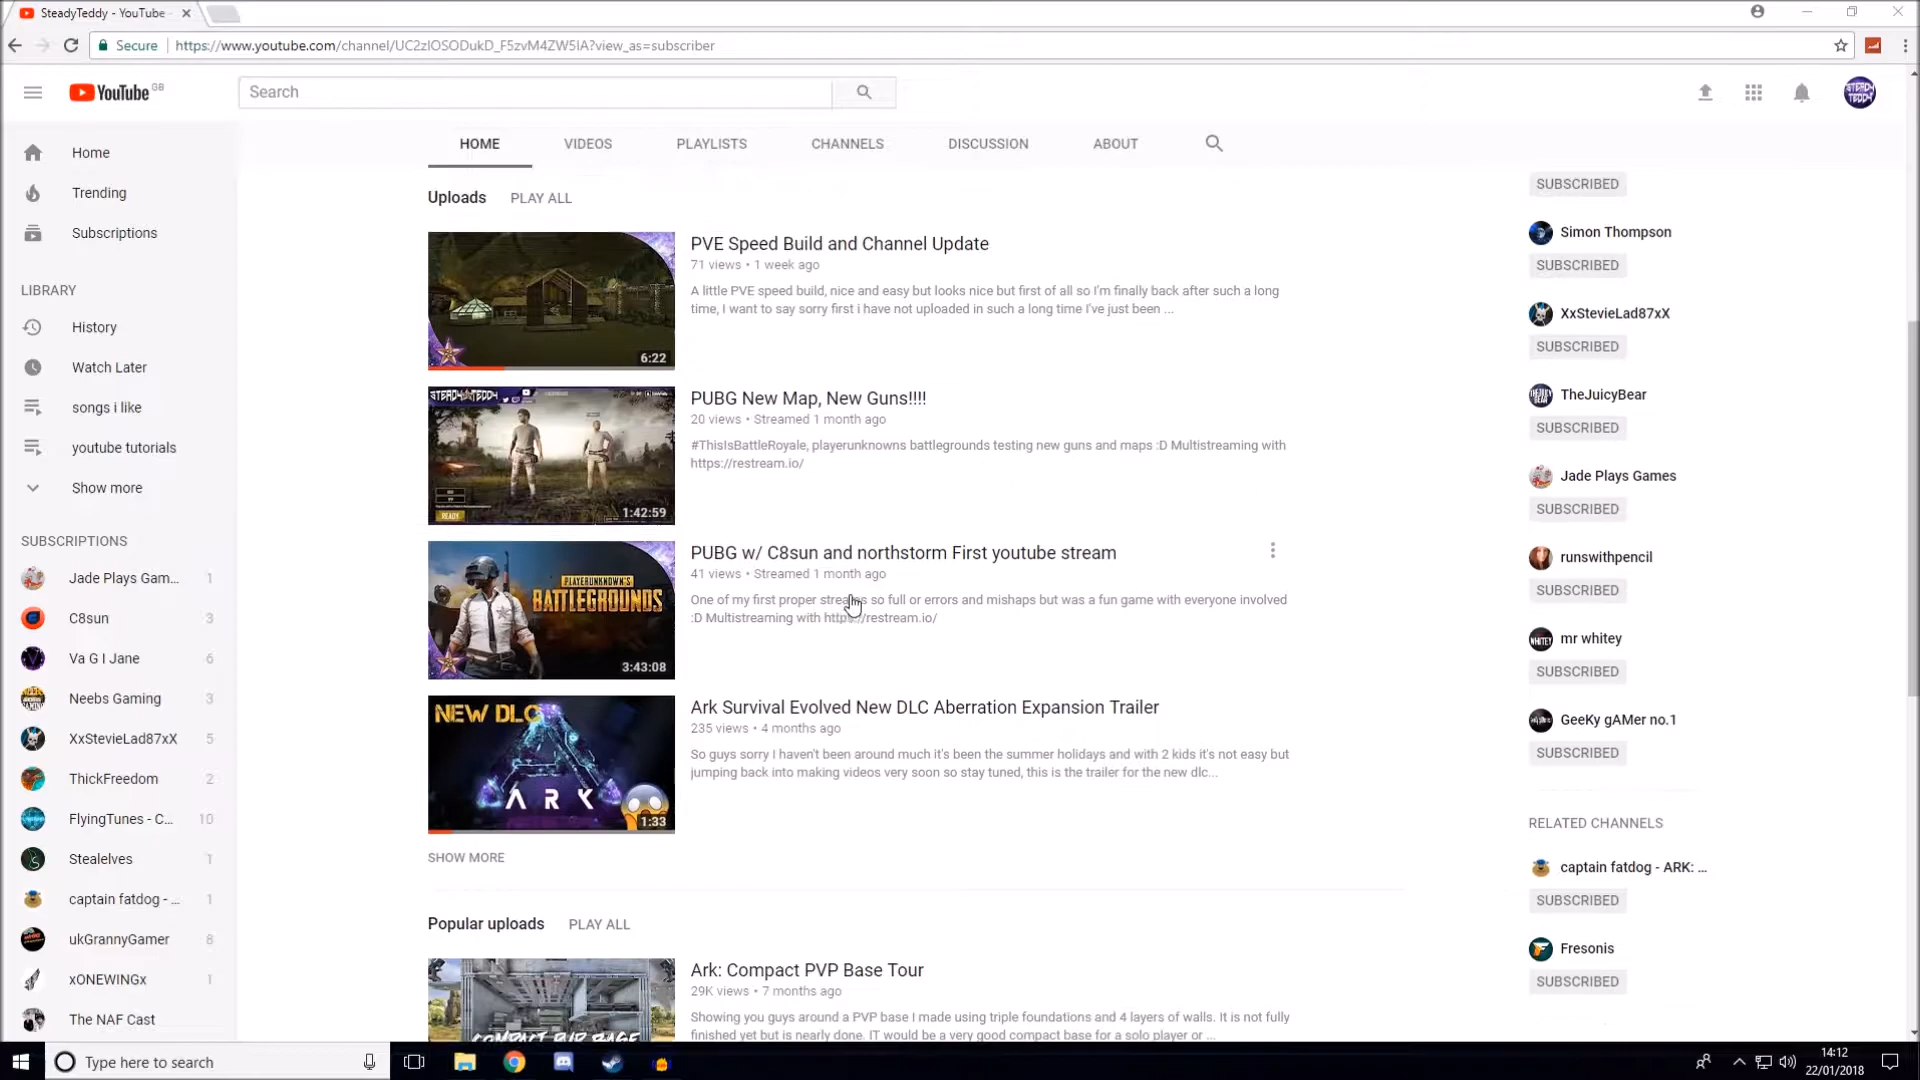 SteadyTeddy - YouTube
Secure
https://www.youtube.com/channel/UC2zIOSODukD_F5zvM4ZW5IA?view_as=subscriber
YouTube GB
Search
STEADY TEDDY
HOME VIDEOS PLAYLISTS CHANNELS DISCUSSION ABOUT
Home
Trending
Subscriptions
LIBRARY
History
Watch Later
songs i like
youtube tutorials
Show more
SUBSCRIPTIONS
Jade Plays Gam... 1
C8sun 3
Va G I Jane 6
Neebs Gaming 3
XxStevieLad87xX 5
ThickFreedom 2
FlyingTunes - C... 10
Stealelves 1
captain fatdog - ... 1
ukGrannyGamer 8
xONEWINGx 1
The NAF Cast
Uploads PLAY ALL
6:22
PVE Speed Build and Channel Update
71 views • 1 week ago
A little PVE speed build, nice and easy but looks nice but first of all so I'm finally back after such a long
time, I want to say sorry first i have not uploaded in such a long time I've just been ...
STEADY TEDDY
READY
1:42:59
PUBG New Map, New Guns!!!!
20 views • Streamed 1 month ago
#ThisIsBattleRoyale, playerunknowns battlegrounds testing new guns and maps :D Multistreaming with
https://restream.io/
PLAYERUNKNOWN'S
BATTLEGROUNDS
3:43:08
PUBG w/ C8sun and northstorm First youtube stream
41 views • Streamed 1 month ago
One of my first proper streams so full or errors and mishaps but was a fun game with everyone involved
:D Multistreaming with https://restream.io/
NEW DLC
ARK
1:33
Ark Survival Evolved New DLC Aberration Expansion Trailer
235 views • 4 months ago
So guys sorry I haven't been around much it's been the summer holidays and with 2 kids it's not easy but
jumping back into making videos very soon so stay tuned, this is the trailer for the new dlc...
SHOW MORE
Popular uploads PLAY ALL
COMPACT PVP BASE
Ark: Compact PVP Base Tour
29K views • 7 months ago
Showing you guys around a PVP base I made using triple foundations and 4 layers of walls. It is not fully
finished yet but is nearly done. IT would be a very good compact base for a solo player or ...
SUBSCRIBED
Simon Thompson
SUBSCRIBED
XxStevieLad87xX
SUBSCRIBED
TheJuicyBear
SUBSCRIBED
Jade Plays Games
SUBSCRIBED
runswithpencil
SUBSCRIBED
mr whitey
SUBSCRIBED
GeeKy gAMer no.1
SUBSCRIBED
RELATED CHANNELS
captain fatdog - ARK: ...
SUBSCRIBED
Fresonis
SUBSCRIBED
Type here to search
14:12
22/01/2018